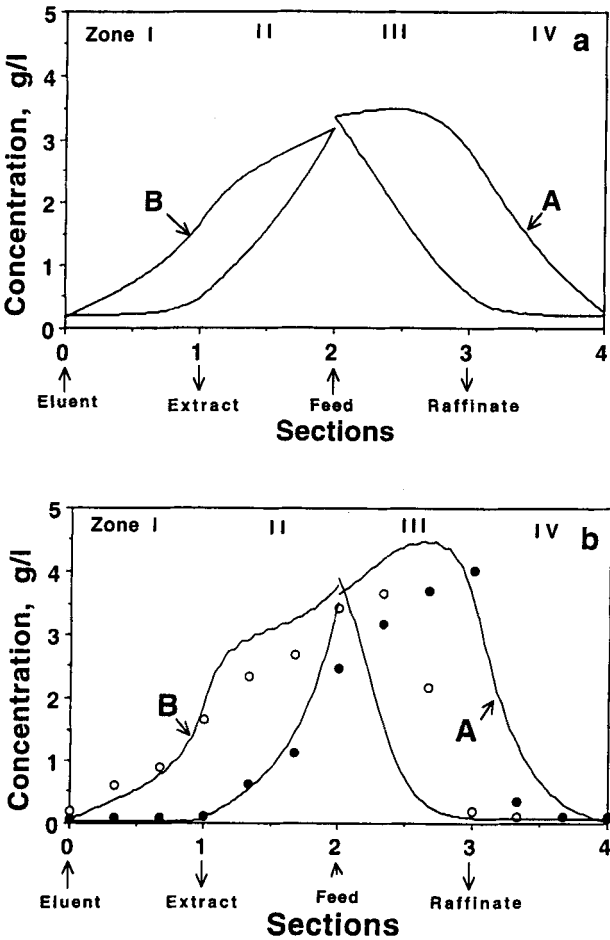 5
Zone I II III IV a
4
3
2
1
0
B
A
Concentration, g/l
0 1 2 3 4
Eluent Extract Feed Raffinate
Sections
5
Zone I II III IV b
4
3
2
1
0
B
A
Concentration, g/l
0 1 2 3 4
Eluent Extract Feed Raffinate
Sections